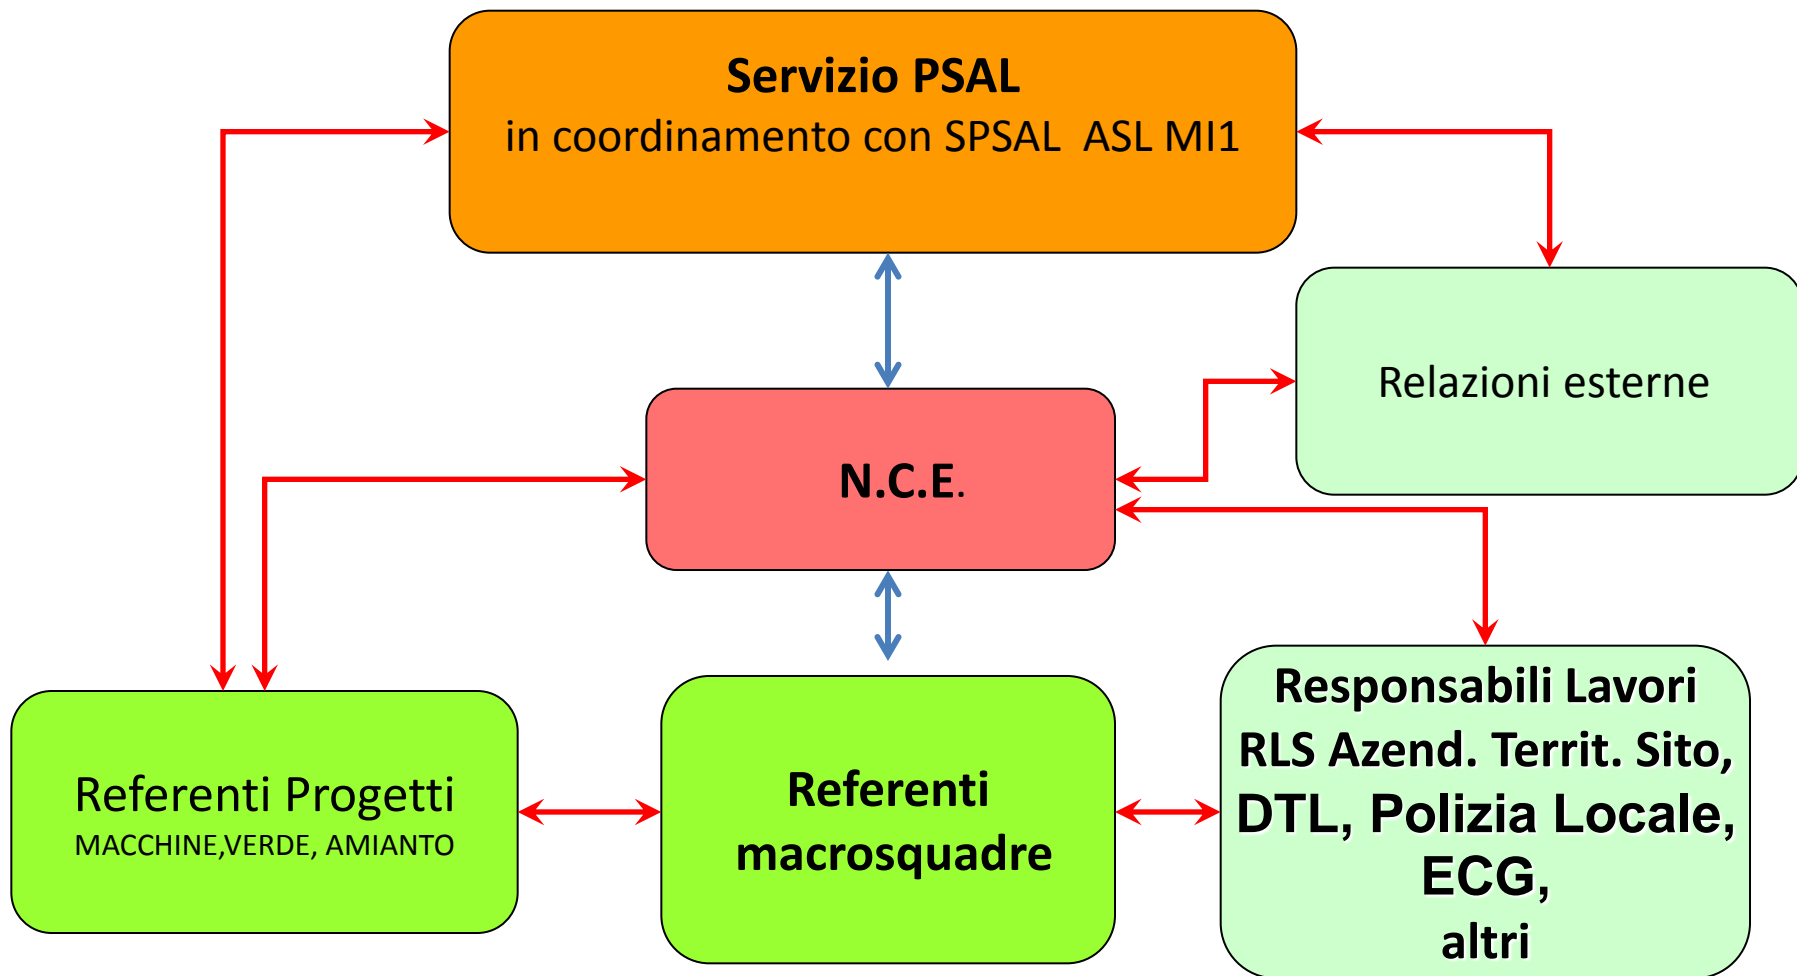 Servizio PSAL
in coordinamento con SPSAL ASL MI1
Relazioni esterne
N.C.E.
Referenti Progetti
MACCHINE,VERDE, AMIANTO
Referenti
macrosquadre
Responsabili Lavori
RLS Azend. Territ. Sito,
DTL, Polizia Locale,
ECG,
altri